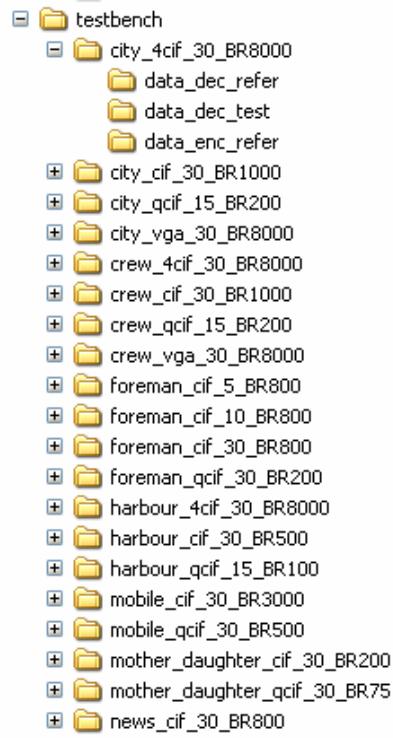 testbench
city_4cif_30_BR8000
data_dec_refer
data_dec_test
data_enc_refer
city_cif_30_BR1000
city_qcif_15_BR200
city_vga_30_BR8000
crew_4cif_30_BR8000
crew_cif_30_BR1000
crew_qcif_15_BR200
crew_vga_30_BR8000
foreman_cif_5_BR800
foreman_cif_10_BR800
foreman_cif_30_BR800
foreman_qcif_30_BR200
harbour_4cif_30_BR8000
harbour_cif_30_BR500
harbour_qcif_15_BR100
mobile_cif_30_BR3000
mobile_qcif_30_BR500
mother_daughter_cif_30_BR200
mother_daughter_qcif_30_BR75
news_cif_30_BR800